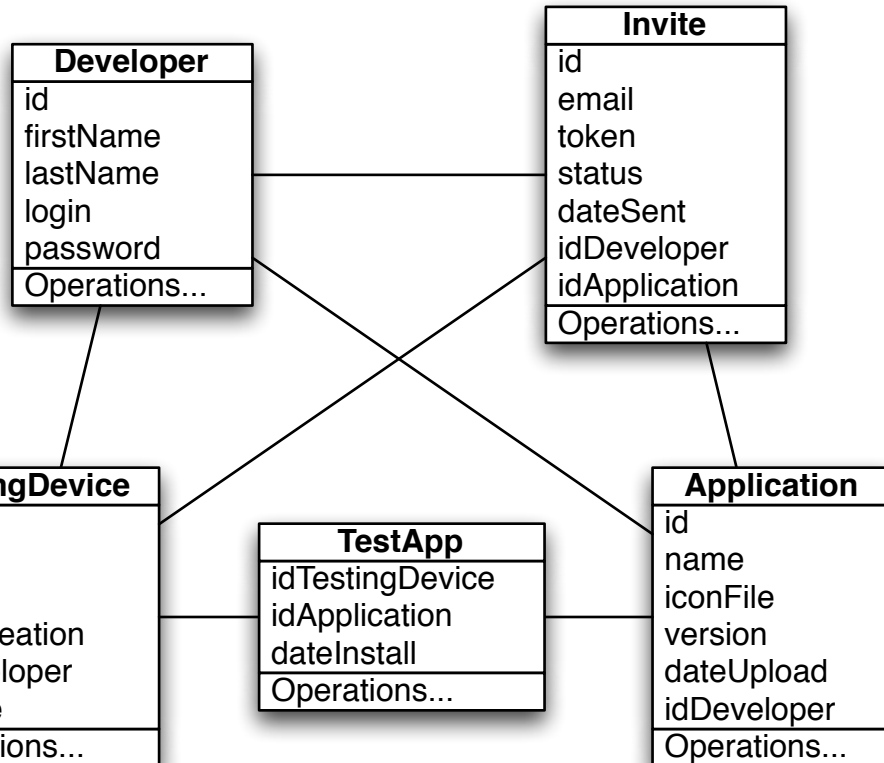 Developer
id
firstName
lastName
login
password
Operations...
Invite
id
email
token
status
dateSent
idDeveloper
idApplication
Operations...
ngDevice
eation
loper
e
ions...
TestApp
idTestingDevice
idApplication
dateInstall
Operations...
Application
id
name
iconFile
version
dateUpload
idDeveloper
Operations...